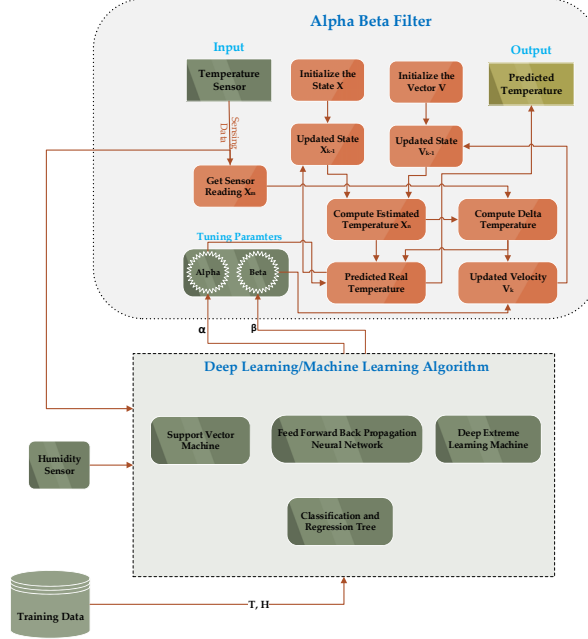 Alpha Beta Filter
Input
Output
Temperature
Sensor
Initialize the
State X
Initialize the
Vector V
Predicted
Temperature
Sensing
Data
Updated State
Xk-1
Updated State
Vk-1
Get Sensor
Reading Xm
Compute Estimated
Temperature Xe
Compute Delta
Temperature
Tuning Paramters
Alpha
Beta
Predicted Real
Temperature
Updated Velocity
Vk
α
β
Deep Learning/Machine Learning Algorithm
Support Vector
Machine
Feed Forward Back Propagation
Neural Network
Deep Extreme
Learning Machine
Humidity
Sensor
Classification and
Regression Tree
Training Data
T, H